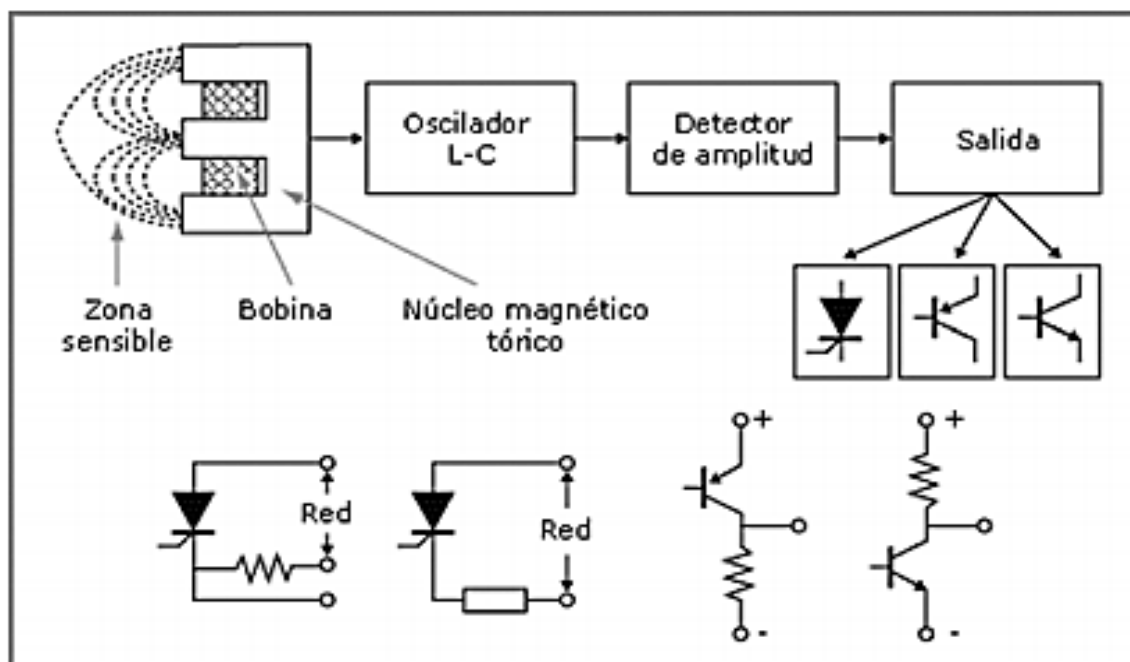 Oscilador
L-C
Detector
de amplitud
Salida
Zona
sensible
Bobina
Núcleo magnético
tórico
Red
Red
+
-
+
-